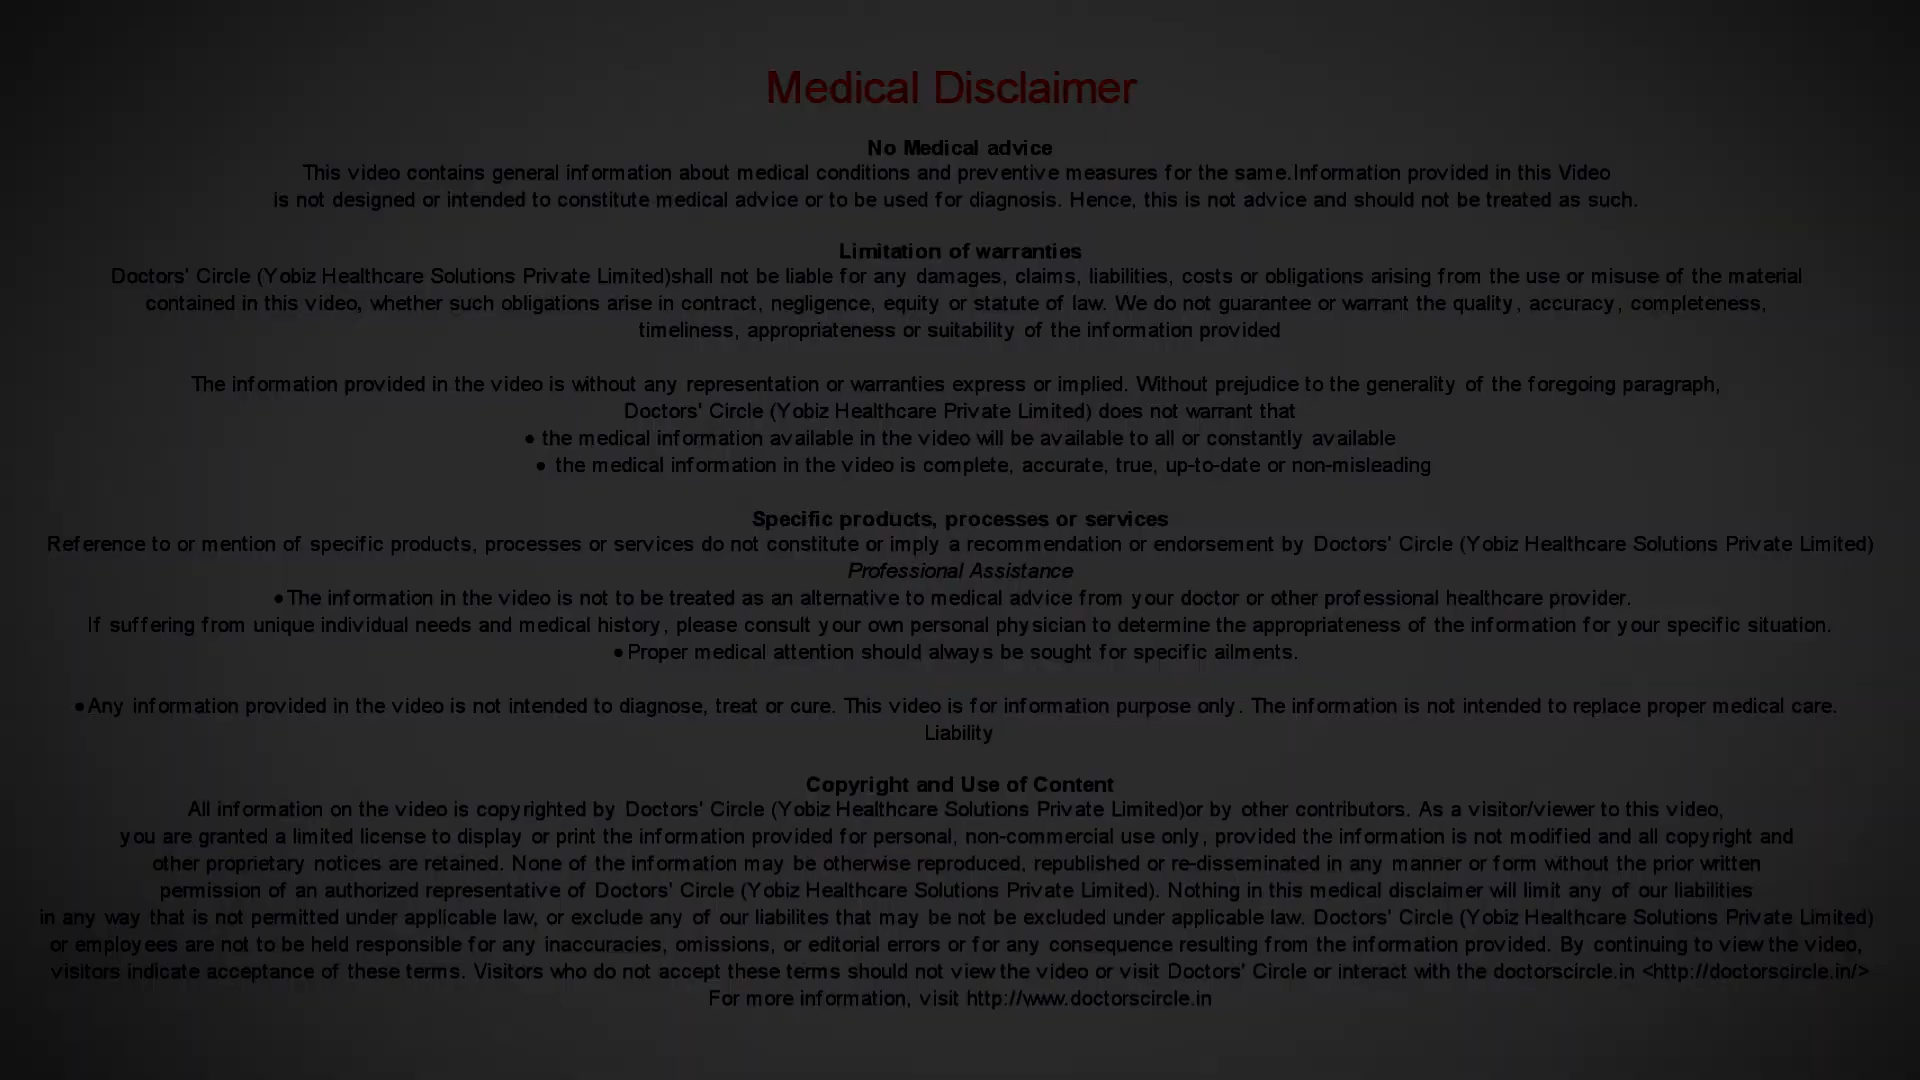 Medical Disclaimer
No Medical advice
This video contains general information about medical conditions and preventive measures for the same.Information provided in this Video
is not designed or intended to constitute medical advice or to be used for diagnosis. Hence, this is not advice and should not be treated as such.
Limitation of warranties
Doctors' Circle (Yobiz Healthcare Solutions Private Limited)shall not be liable for any damages, claims, liabilities, costs or obligations arising from the use or misuse of the material
contained in this video, whether such obligations arise in contract, negligence, equity or statute of law. We do not guarantee or warrant the quality, accuracy, completeness,
timeliness, appropriateness or suitability of the information provided
The information provided in the video is without any representation or warranties express or implied. Without prejudice to the generality of the foregoing paragraph,
Doctors' Circle (Yobiz Healthcare Private Limited) does not warrant that
● the medical information available in the video will be available to all or constantly available
● the medical information in the video is complete, accurate, true, up-to-date or non-misleading
Specific products, processes or services
Reference to or mention of specific products, processes or services do not constitute or imply a recommendation or endorsement by Doctors' Circle (Yobiz Healthcare Solutions Private Limited)
Professional Assistance
●The information in the video is not to be treated as an alternative to medical advice from your doctor or other professional healthcare provider.
If suffering from unique individual needs and medical history, please consult your own personal physician to determine the appropriateness of the information for your specific situation.
●Proper medical attention should always be sought for specific ailments.
●Any information provided in the video is not intended to diagnose, treat or cure. This video is for information purpose only. The information is not intended to replace proper medical care.
Liability
Copyright and Use of Content
All information on the video is copyrighted by Doctors' Circle (Yobiz Healthcare Solutions Private Limited)or by other contributors. As a visitor/viewer to this video,
you are granted a limited license to display or print the information provided for personal, non-commercial use only, provided the information is not modified and all copyright and
other proprietary notices are retained. None of the information may be otherwise reproduced, republished or re-disseminated in any manner or form without the prior written
permission of an authorized representative of Doctors' Circle (Yobiz Healthcare Solutions Private Limited). Nothing in this medical disclaimer will limit any of our liabilities
in any way that is not permitted under applicable law, or exclude any of our liabilites that may be not be excluded under applicable law. Doctors' Circle (Yobiz Healthcare Solutions Private Limited)
or employees are not to be held responsible for any inaccuracies, omissions, or editorial errors or for any consequence resulting from the information provided. By continuing to view the video,
visitors indicate acceptance of these terms. Visitors who do not accept these terms should not view the video or visit Doctors' Circle or interact with the doctorscircle.in <http://doctorscircle.in/>
For more information, visit http://www.doctorscircle.in